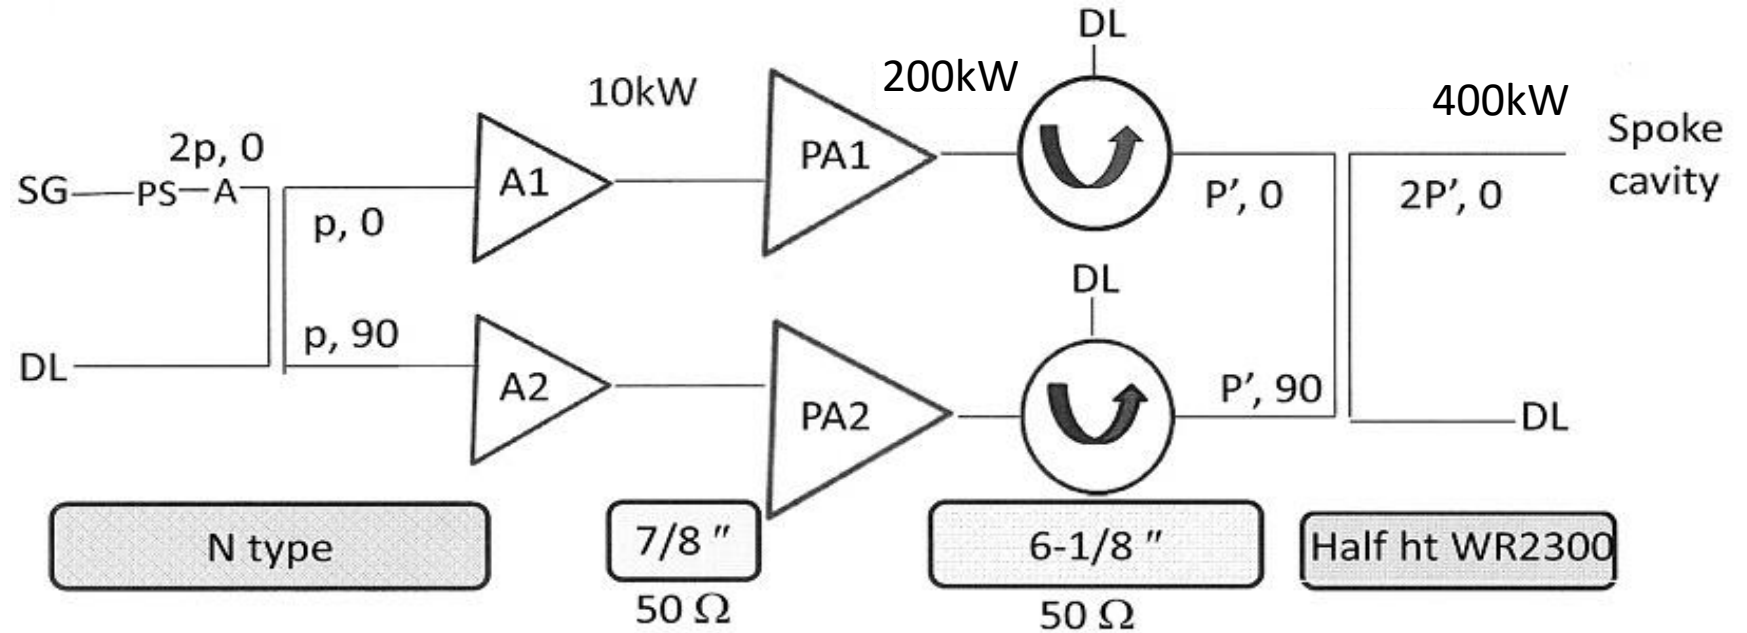 DL
10kW
200kW
400kW
Spoke
cavity
2p, 0
SG PS A
A1
PA1
p, 0
P’, 0
2P’, 0
DL
p, 90
DL
A2
PA2
P’, 90
DL
N type
7/8 ″
6-1/8 ″
Half ht WR2300
50 Ω
50 Ω